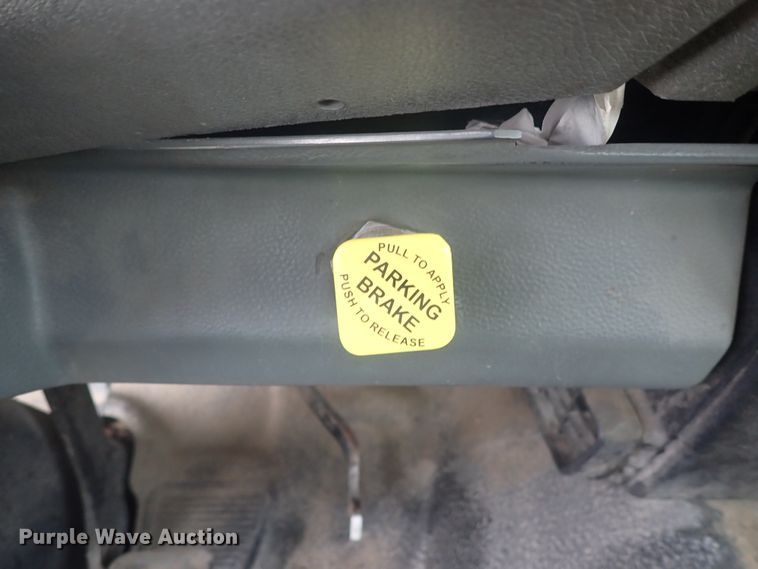 PULL TO APPLY
PARKING
BRAKE
PUSH TO RELEASE
Purple Wave Auction